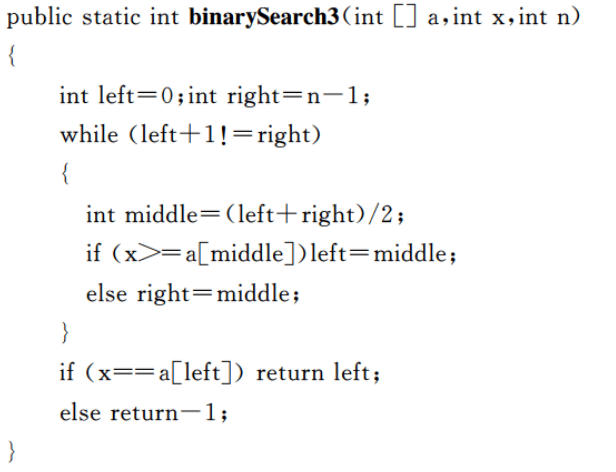 public static int binarySearch3(int [] a,int x,int n)
{
int left=0;int right=n-1;
while (left+1!=right)
{
int middle=(left+right)/2;
if (x>=a[middle])left=middle;
else right=middle;
}
if (x==a[left]) return left;
else return-1;
}